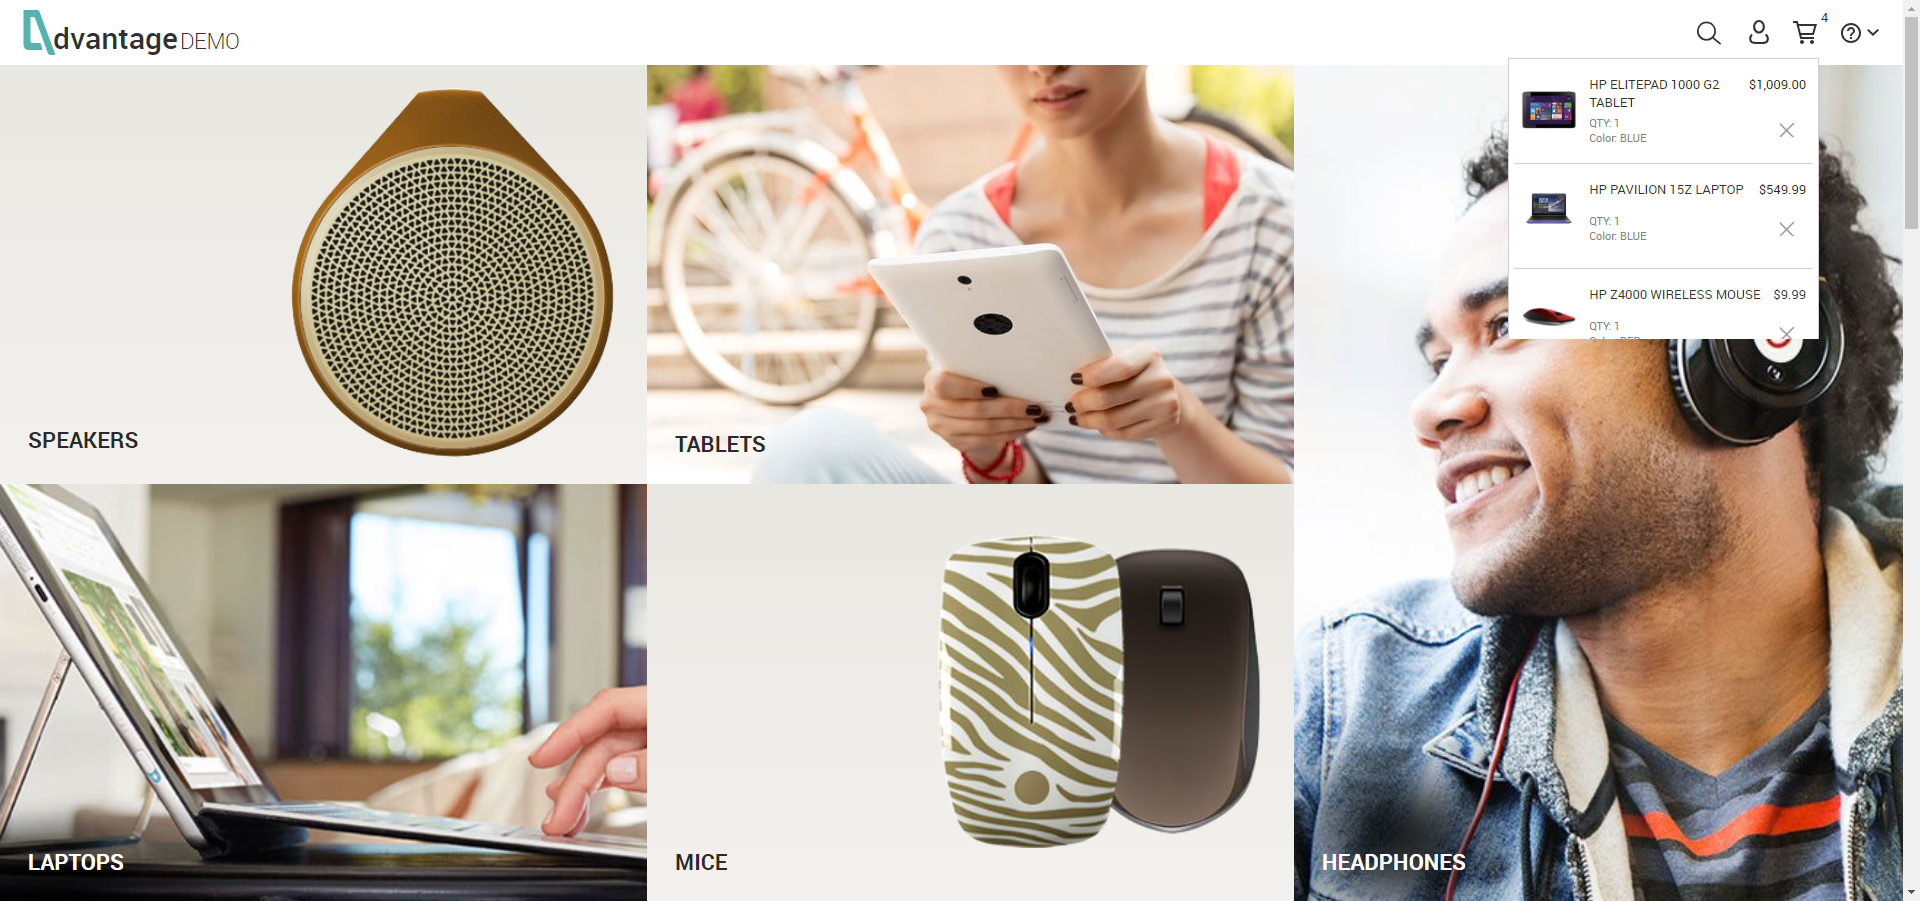 dvantage DEMO
4
HP ELITEPAD 1000 G2 $1,009.00
TABLET
QTY: 1
Color: BLUE
HP PAVILION 15Z LAPTOP $549.99
QTY: 1
Color: BLUE
HP Z4000 WIRELESS MOUSE $9.99
QTY: 1
SPEAKERS
TABLETS
LAPTOPS
MICE
HEADPHONES